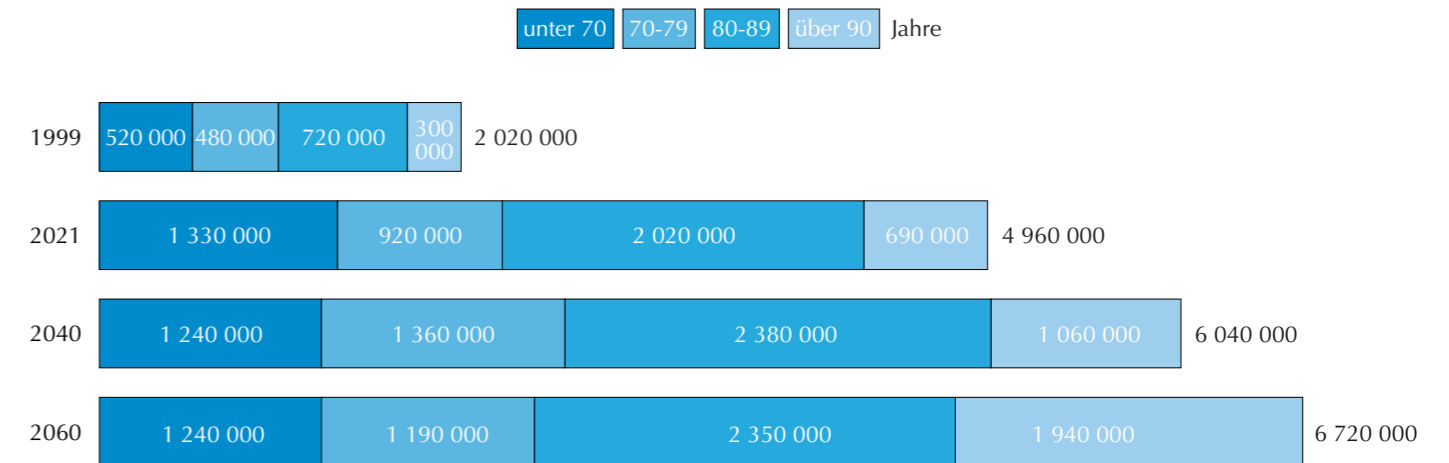 unter 70 70-79 80-89 über 90 Jahre
1999 520 000 480 000 720 000 300 000 2 020 000
2021 1 330 000 920 000 2 020 000 690 000 4 960 000
2040 1 240 000 1 360 000 2 380 000 1 060 000 6 040 000
2060 1 240 000 1 190 000 2 350 000 1 940 000 6 720 000